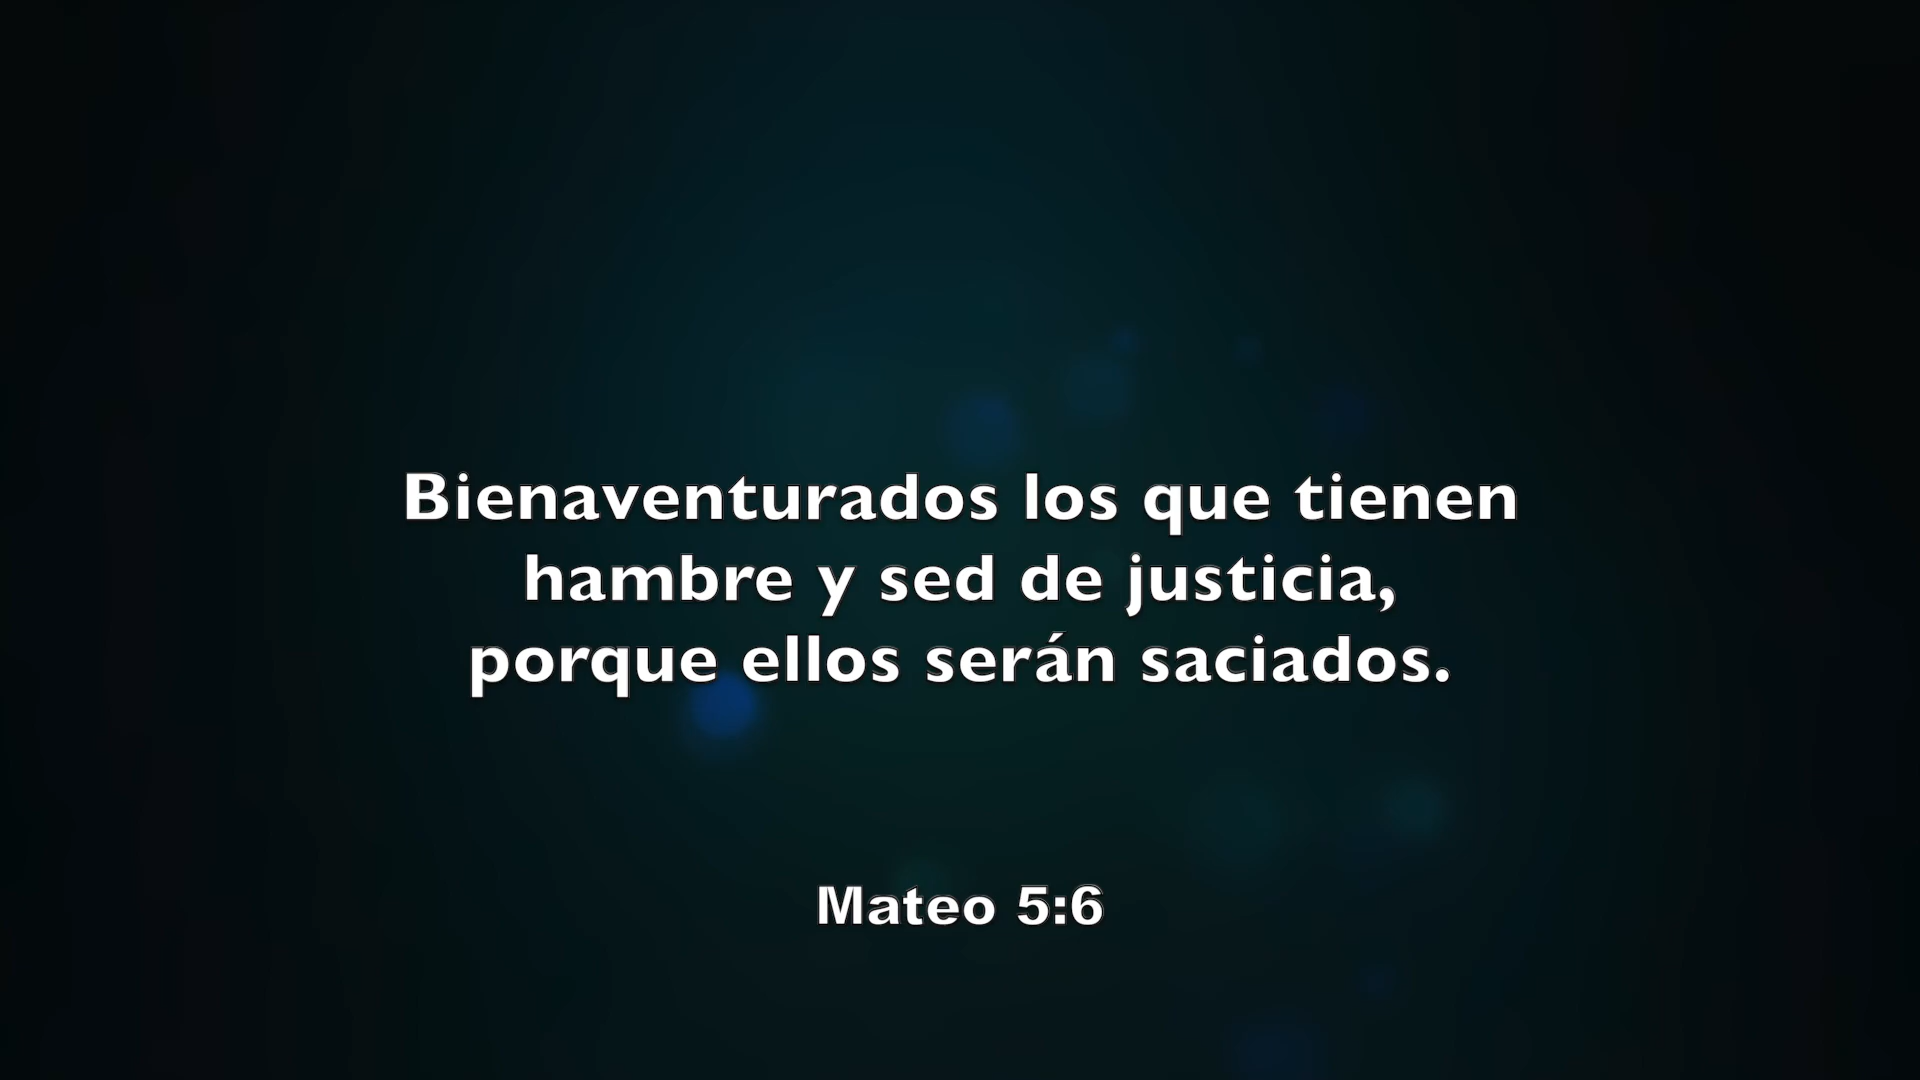 Bienaventurados los que tienen
hambre y sed de justicia,
porque ellos serán saciados.
Mateo 5:6